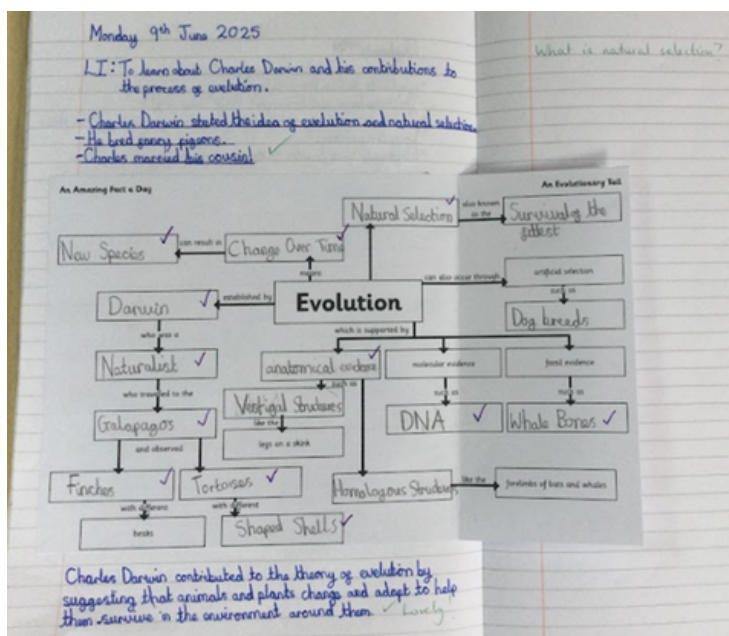 Monday 9th June 2025
What is natural selection?
LI: To learn about Charles Darwin and his contributions to
the process of evolution.
- Charles Darwin stated the idea of evolution and natural selection.
- He bred fancy pigeons.
- Charles married his cousin!
An Amazing Fact a Day
An Evolutionary Tail
Natural Selection
also known as the
Survival of the
fittest
New Species
can result in
Change Over Time
means
can also occur through
artificial selection
such as
Dog breeds
Evolution
Darwin
established by
which is supported by
who was a
Naturalist
anatomical evidence
molecular evidence
fossil evidence
who travelled to the
such as
such as
such as
Vestigal Structures
Galapagos
like the
DNA
Whale Bones
and observed
legs on a skink
Finches
Tortoises
Homologous Structures
like the
forelimbs of bats and whales
with different
with different
beaks
Shaped Shells
Charles Darwin contributed to the theory of evolution by
suggesting that animals and plants change and adapt to help
them survive in the environment around them.
Lovely!